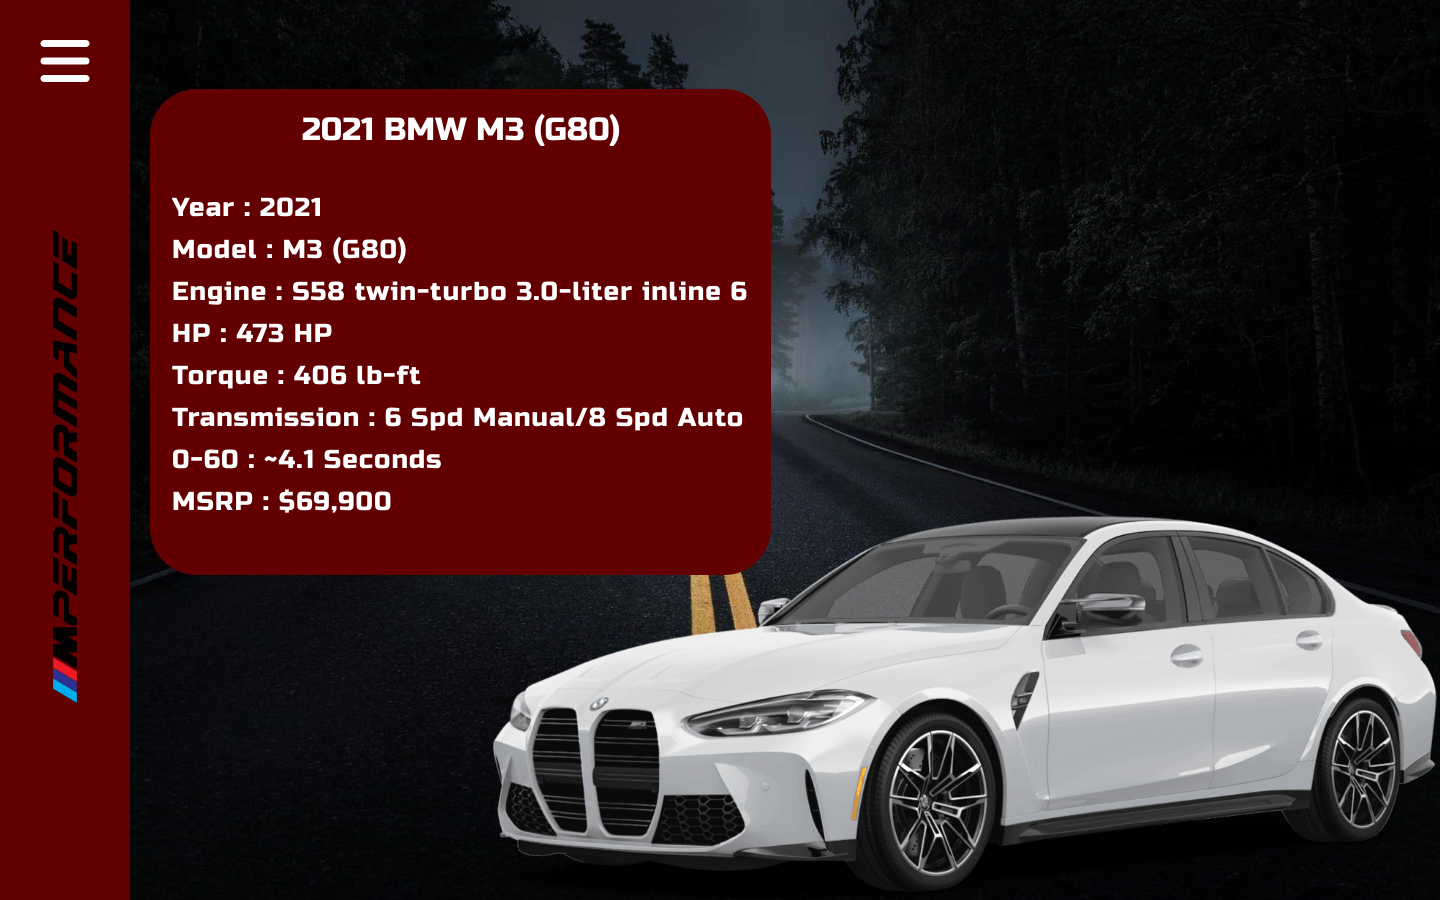 2021 BMW M3 (G80)
Year : 2021
Model : M3 (G80)
Engine : S58 twin-turbo 3.0-liter inline 6
HP : 473 HP
Torque : 406 lb-ft
Transmission : 6 Spd Manual/8 Spd Auto
0-60 : ~4.1 Seconds
MSRP : $69,900
MPERFORMANCE